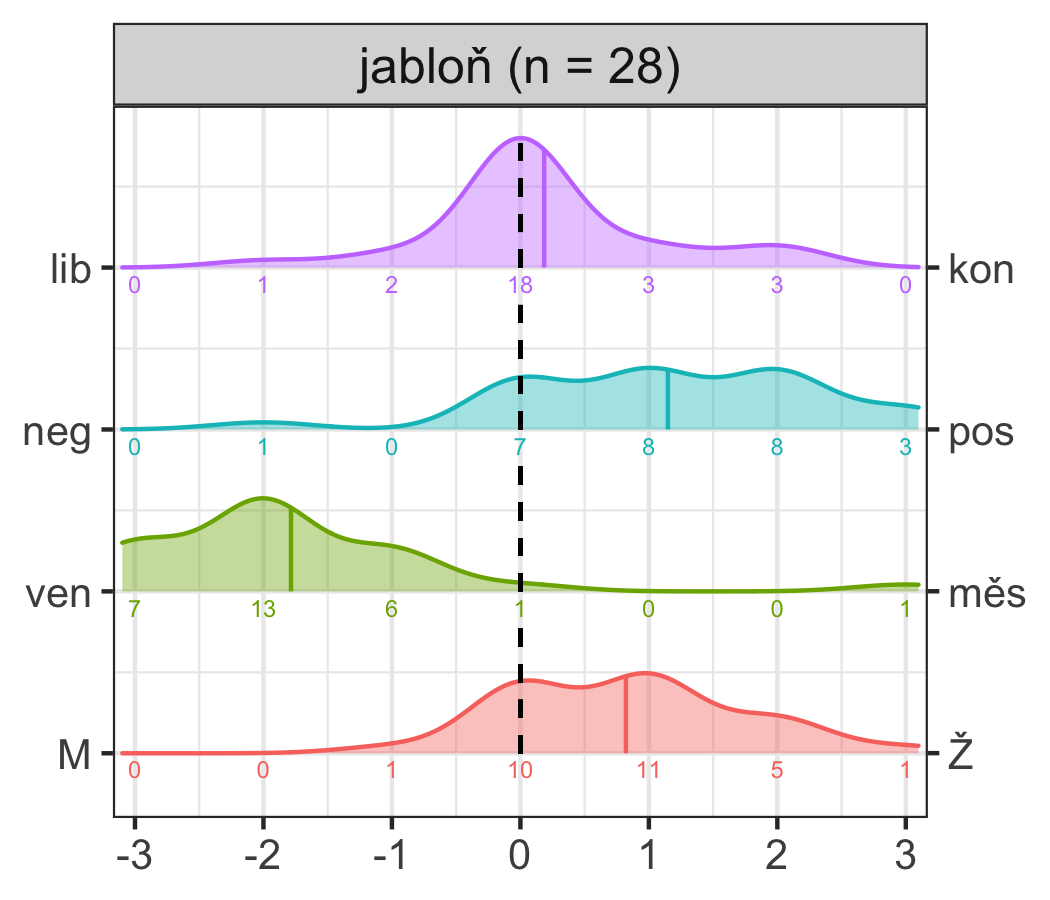 jabloň (n = 28)
lib kon
0 1 2 18 3 3 0
neg pos
0 1 0 7 8 8 3
ven měs
7 13 6 1 0 0 1
M Ž
0 0 1 10 11 5 1
-3 -2 -1 0 1 2 3